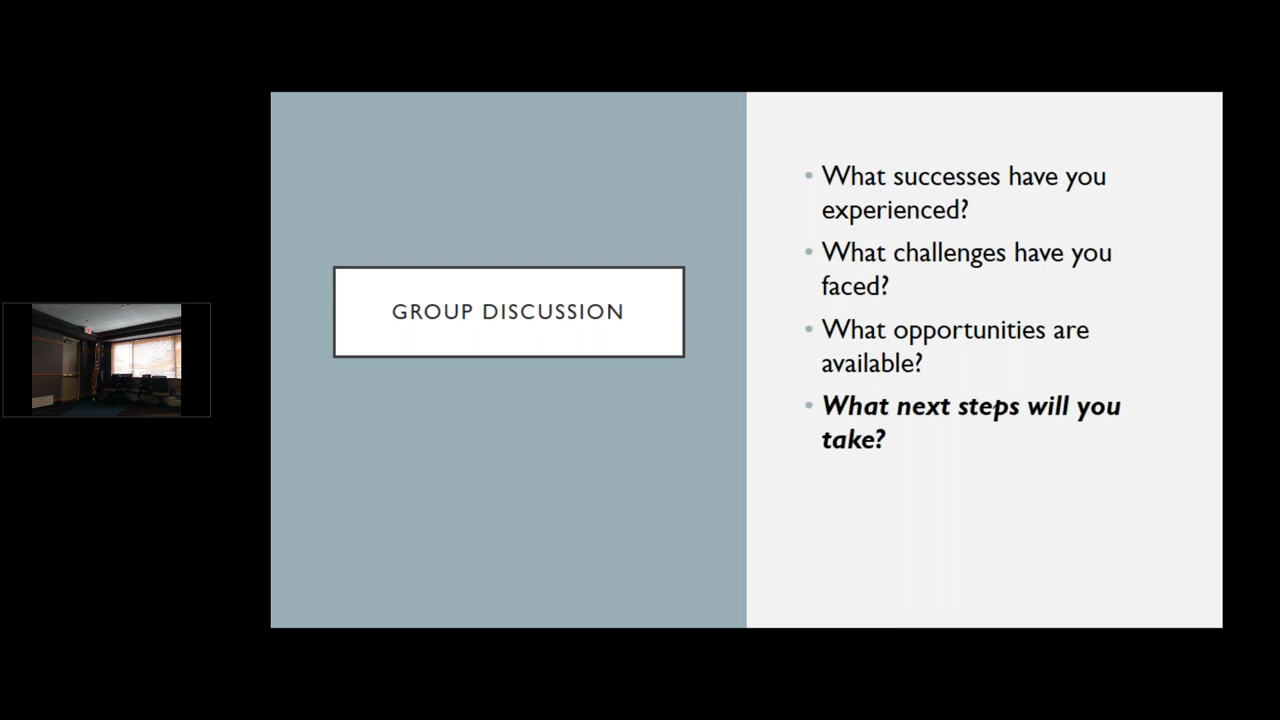 GROUP DISCUSSION
• What successes have you
experienced?
• What challenges have you
faced?
• What opportunities are
available?
• What next steps will you
take?